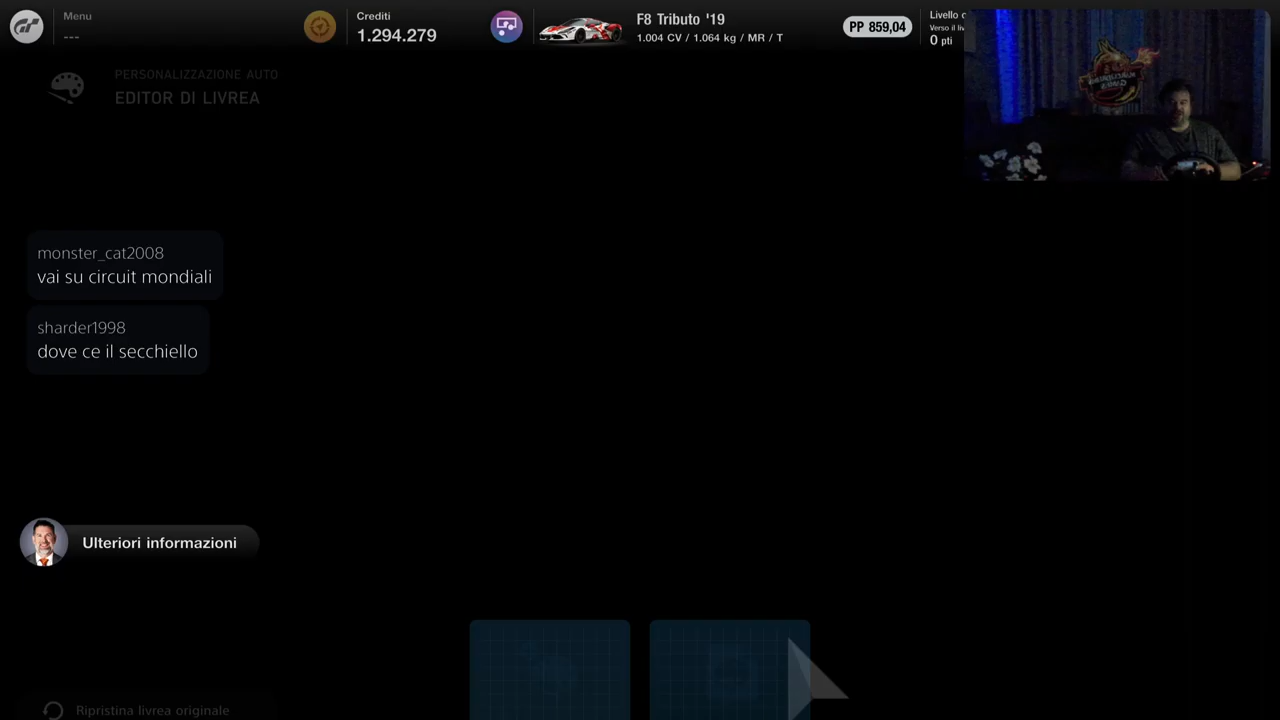 Menu
---
Crediti
1.294.279
F8 Tributo '19
1.004 CV / 1.064 kg / MR / T
PP 859,04
Livello
Verso il
0 pti
PERSONALIZZAZIONE AUTO
EDITOR DI LIVREA
monster_cat2008
vai su circuit mondiali
sharder1998
dove ce il secchiello
Ulteriori informazioni
Ripristina livrea originale